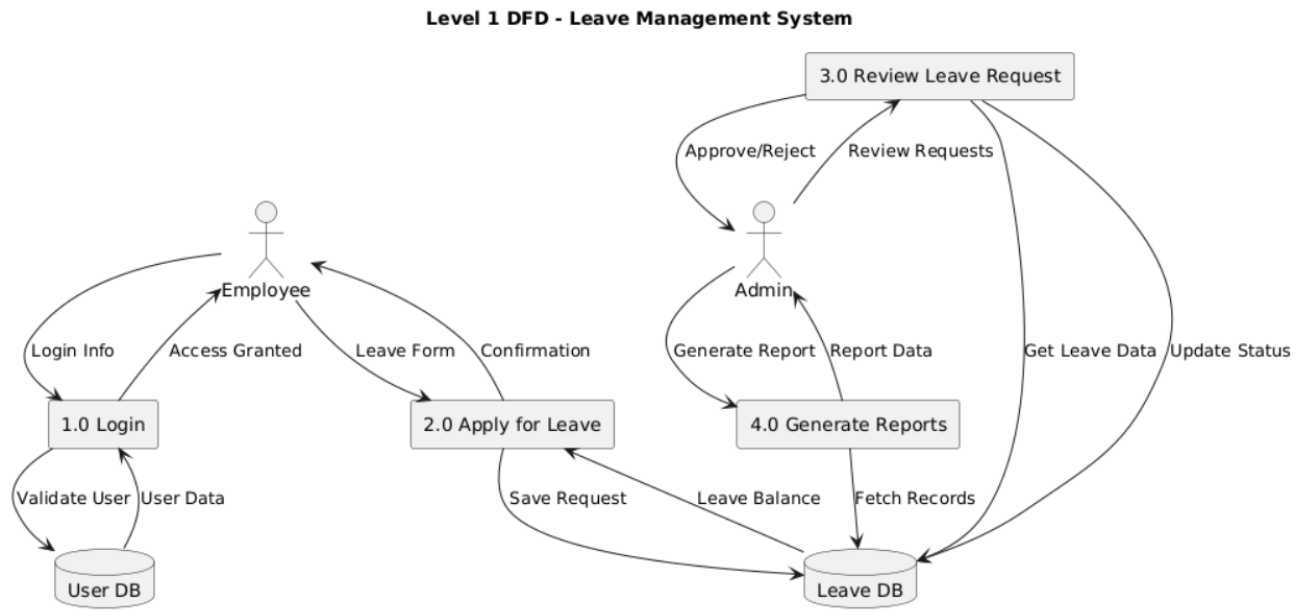 Level 1 DFD - Leave Management System
3.0 Review Leave Request
Approve/Reject
Review Requests
Employee
Admin
Login Info
Access Granted
Leave Form
Confirmation
Generate Report
Report Data
Get Leave Data
Update Status
1.0 Login
2.0 Apply for Leave
4.0 Generate Reports
Validate User
User Data
Save Request
Leave Balance
Fetch Records
User DB
Leave DB